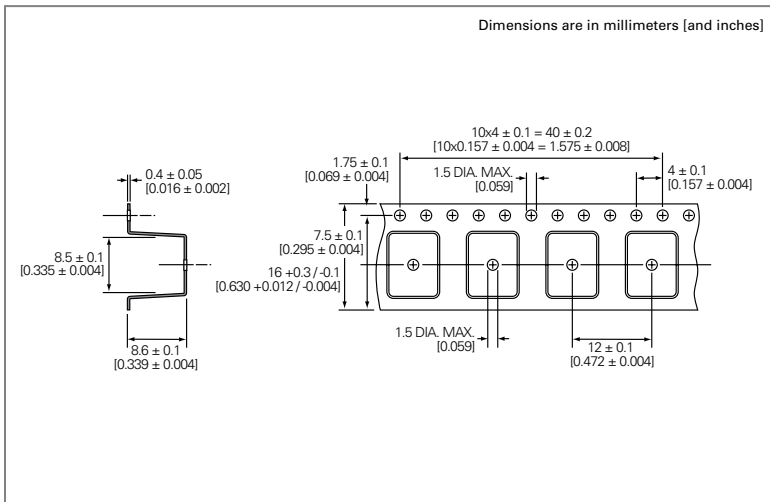 Dimensions are in millimeters [and inches]
10x4 ± 0.1 = 40 ± 0.2
[10x0.157 ± 0.004 = 1.575 ± 0.008]
1.75 ± 0.1
[0.069 ± 0.004]
1.5 DIA. MAX.
[0.059]
4 ± 0.1
[0.157 ± 0.004]
0.4 ± 0.05
[0.016 ± 0.002]
8.5 ± 0.1
[0.335 ± 0.004]
7.5 ± 0.1
[0.295 ± 0.004]
16 +0.3 / -0.1
[0.630 +0.012 / -0.004]
8.6 ± 0.1
[0.339 ± 0.004]
1.5 DIA. MAX.
[0.059]
12 ± 0.1
[0.472 ± 0.004]